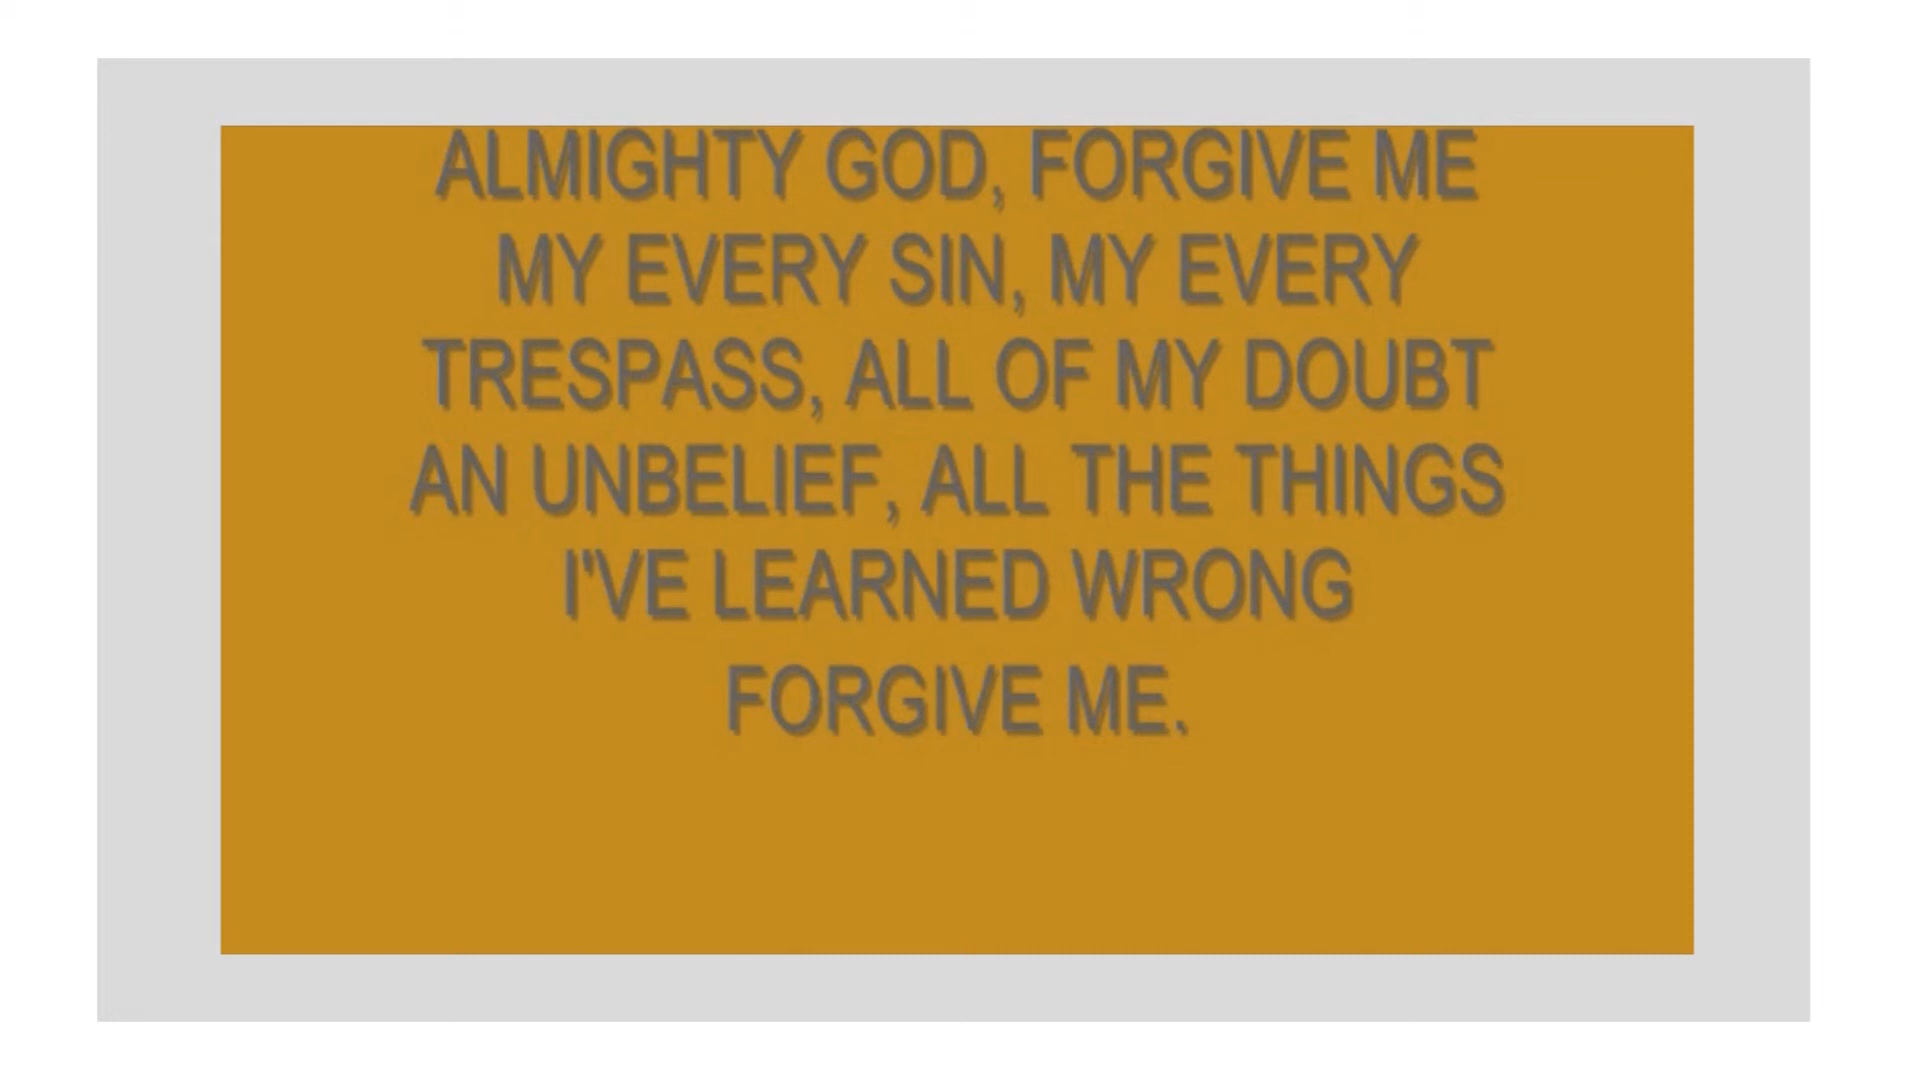 ALMIGHTY GOD, FORGIVE ME
MY EVERY SIN, MY EVERY
TRESPASS, ALL OF MY DOUBT
AN UNBELIEF, ALL THE THINGS
I'VE LEARNED WRONG
FORGIVE ME.